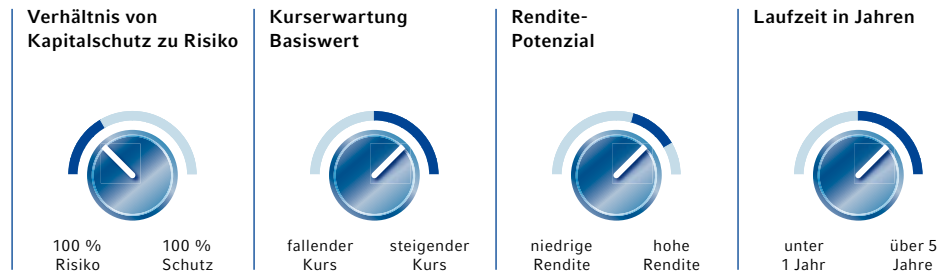 Verhältnis von
Kapitalschutz zu Risiko
100 %
Risiko
100 %
Schutz
Kurserwartung
Basiswert
fallender
Kurs
steigender
Kurs
Rendite-
Potenzial
niedrige
Rendite
hohe
Rendite
Laufzeit in Jahren
unter
1 Jahr
über 5
Jahre